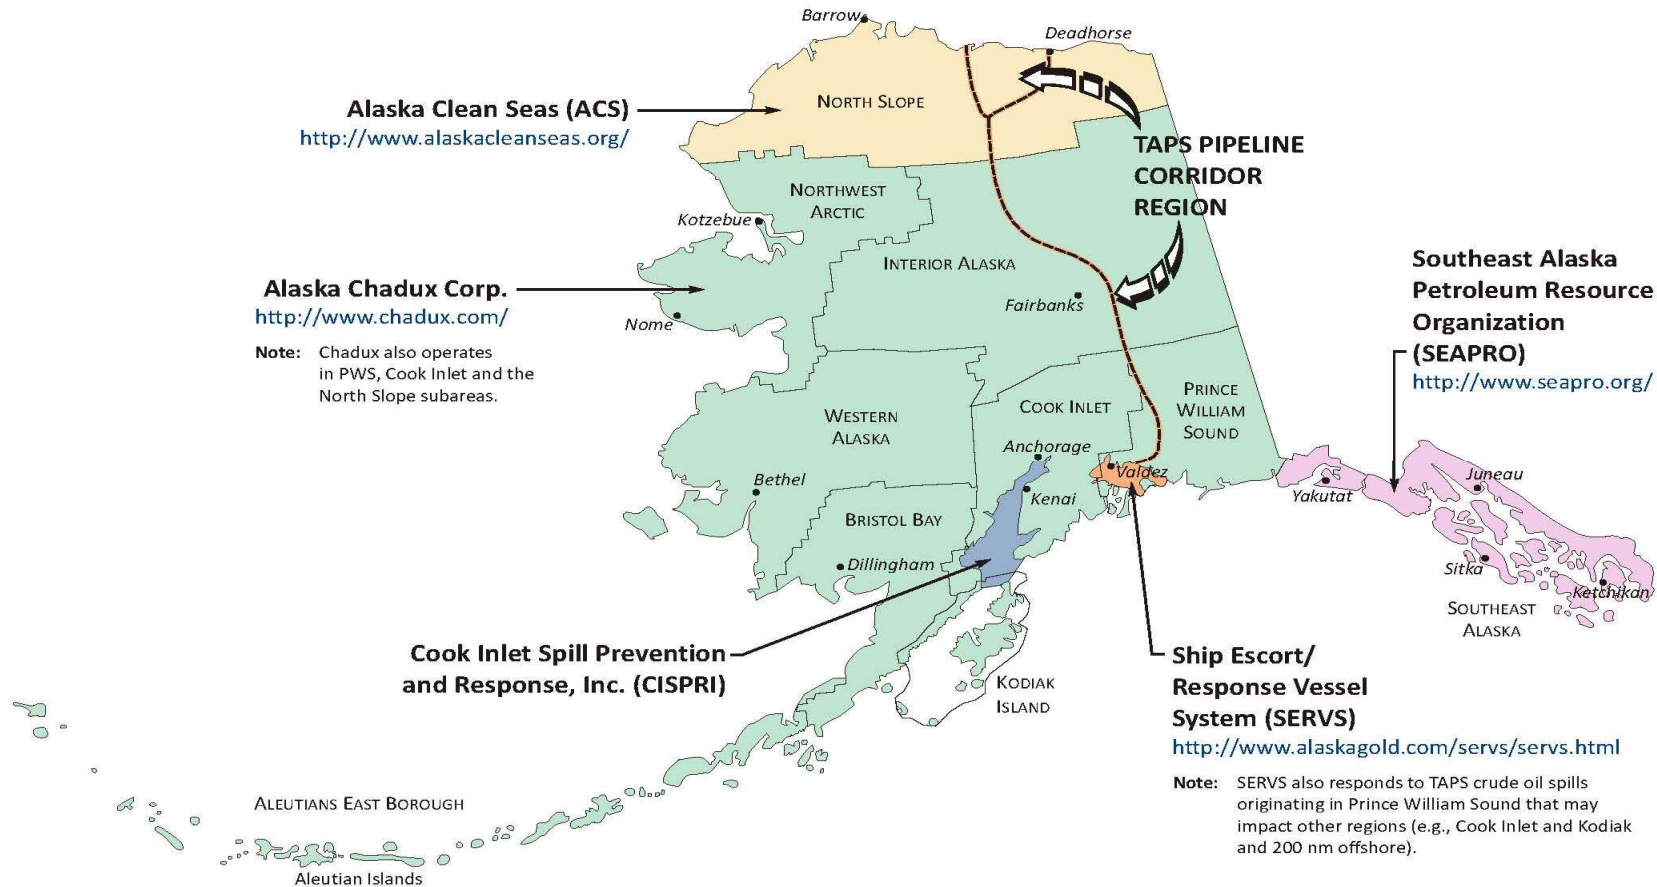 Barrow
Deadhorse
Alaska Clean Seas (ACS)
http://www.alaskacleanseas.org/
NORTH SLOPE
TAPS PIPELINE
CORRIDOR
REGION
NORTHWEST
ARCTIC
Kotzebue
INTERIOR ALASKA
Alaska Chadux Corp.
http://www.chadux.com/
Note: Chadux also operates
in PWS, Cook Inlet and the
North Slope subareas.
Nome
Fairbanks
Southeast Alaska
Petroleum Resource
Organization
(SEAPRO)
http://www.seapro.org/
WESTERN
ALASKA
COOK INLET
PRINCE
WILLIAM
SOUND
Anchorage
Valdez
Bethel
Kenai
BRISTOL BAY
Dillingham
Yakutat
Juneau
Sitka
Ketchikan
SOUTHEAST
ALASKA
Cook Inlet Spill Prevention
and Response, Inc. (CISPRI)
KODIAK
ISLAND
Ship Escort/
Response Vessel
System (SERVS)
http://www.alaskagold.com/servs/servs.html
Note: SERVS also responds to TAPS crude oil spills
originating in Prince William Sound that may
impact other regions (e.g., Cook Inlet and Kodiak
and 200 nm offshore).
ALEUTIANS EAST BOROUGH
Aleutian Islands